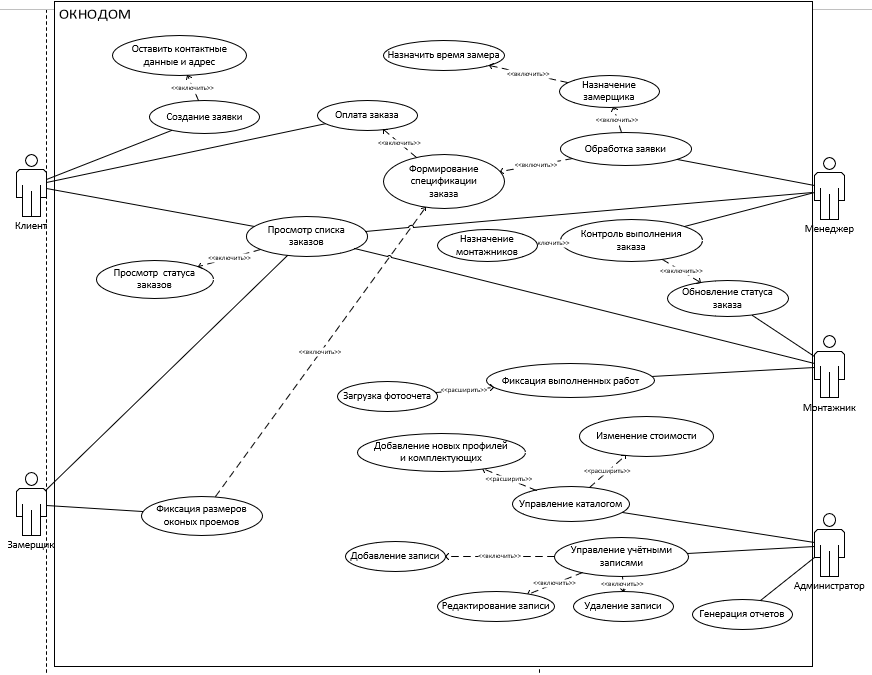 ОКНОДОМ
Оставить контактные
данные и адрес
<<включить>>
Создание заявки
Оплата заказа
<<включить>>
Назначить время замера
<<включить>>
Назначение
замерщика
<<включить>>
Обработка заявки
<<включить>>
Формирование
спецификации
заказа
Клиент
Менеджер
Просмотр списка
заказов
<<включить>>
Просмотр статуса
заказов
Назначение
монтажников
ключить>>
Контроль выполнения
заказа
<<включить>>
Обновление статуса
заказа
<<включить>>
Монтажник
Фиксация выполненных работ
<<расширить>>
Загрузка фотоочета
Добавление новых профилей
и комплектующих
<<расширить>>
Изменение стоимости
<<расширить>>
Управление каталогом
Фиксация размеров
оконых проемов
Замерщик
Добавление записи
<<включить>>
Управление учётными
записями
<<включить>>
<<включить>>
Редактирование записи
Удаление записи
Генерация отчетов
Администратор